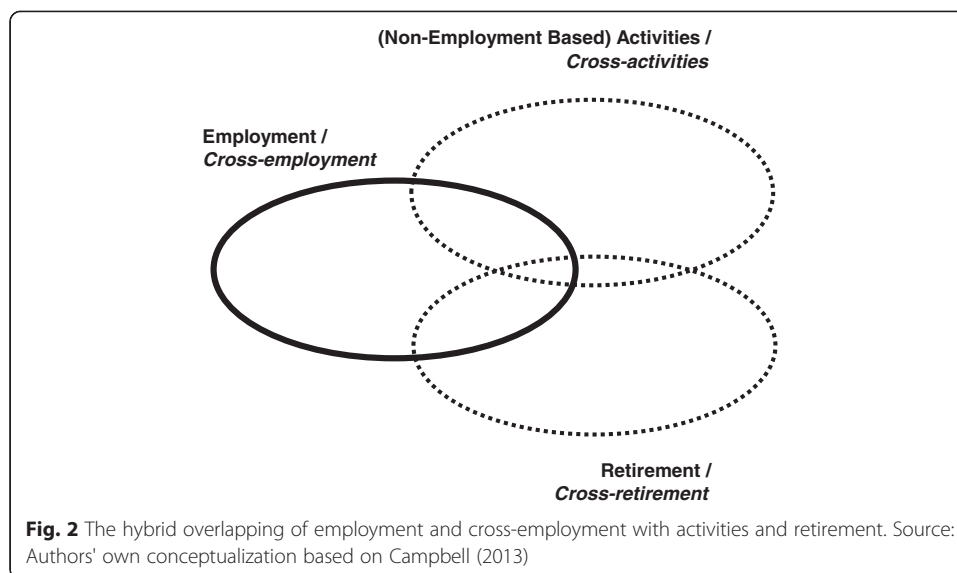 (Non-Employment Based) Activities /
Cross-activities
Employment /
Cross-employment
Retirement /
Cross-retirement
Fig. 2 The hybrid overlapping of employment and cross-employment with activities and retirement. Source:
Authors' own conceptualization based on Campbell (2013)